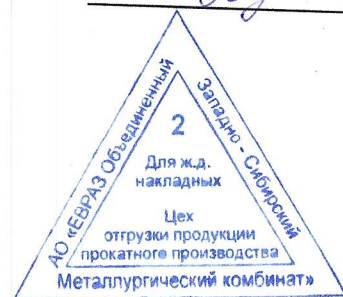 АО «ЕВРАЗ Объединенный
Западно - Сибирский
Металлургический комбинат»
2
Для ж.д.
накладных
Цех
отгрузки продукции
прокатного производства